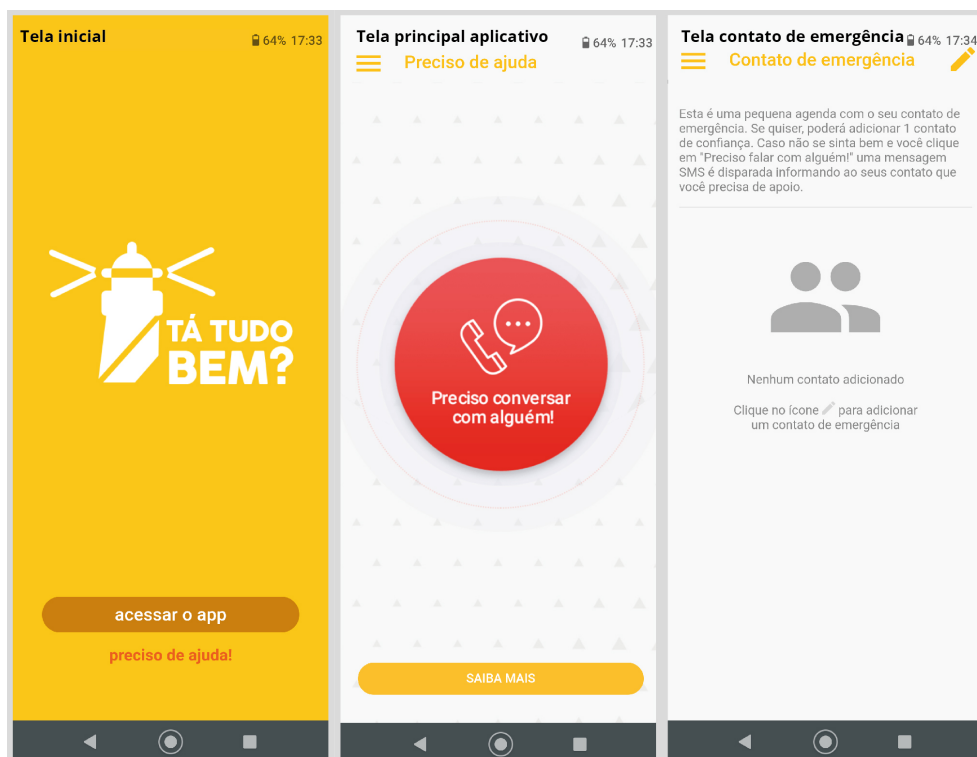 Tela inicial
64% 17:33
TÁ TUDO
BEM?
acessar o app
preciso de ajuda!
Tela principal aplicativo
64% 17:33
Preciso de ajuda
Preciso conversar
com alguém!
SAIBA MAIS
Tela contato de emergência
64% 17:34
Contato de emergência
Esta é uma pequena agenda com o seu contato de
emergência. Se quiser, poderá adicionar 1 contato
de confiança. Caso não se sinta bem e você clique
em "Preciso falar com alguém!" uma mensagem
SMS é disparada informando ao seus contato que
você precisa de apoio.
Nenhum contato adicionado
Clique no ícone para adicionar
um contato de emergência